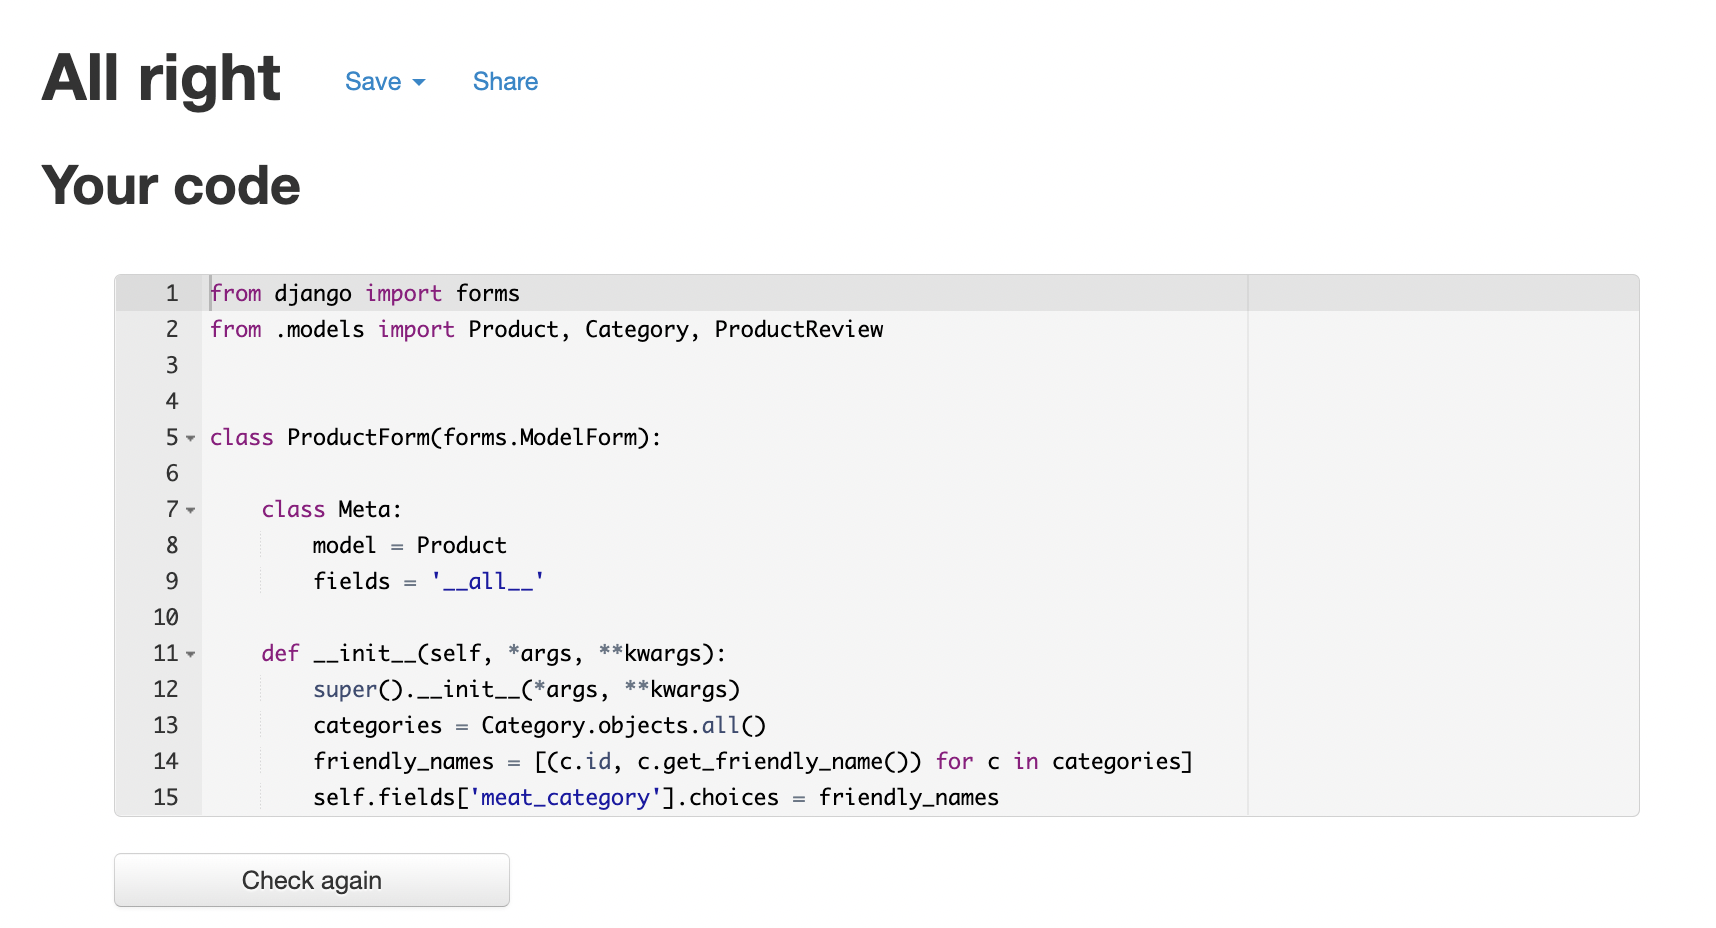 All right
Save
Share
Your code
1 from django import forms
2 from .models import Product, Category, ProductReview
3
4
5 class ProductForm(forms.ModelForm):
6
7     class Meta:
8         model = Product
9         fields = '__all__'
10
11     def __init__(self, *args, **kwargs):
12         super().__init__(*args, **kwargs)
13         categories = Category.objects.all()
14         friendly_names = [(c.id, c.get_friendly_name()) for c in categories]
15         self.fields['meat_category'].choices = friendly_names
Check again